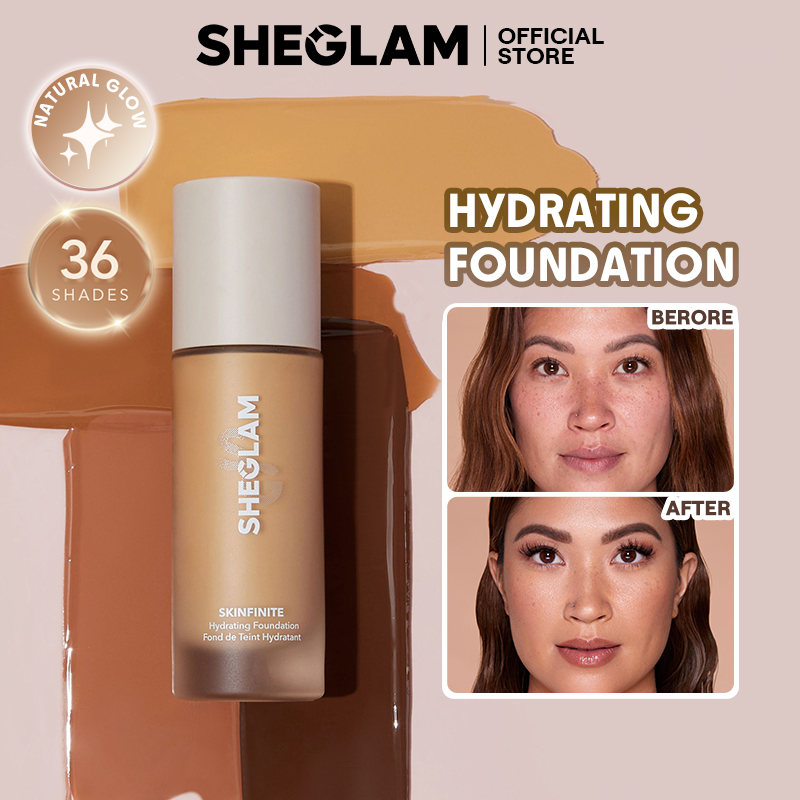 SHEGLAM
OFFICIAL
STORE
NATURAL GLOW
36
SHADES
HYDRATING
FOUNDATION
BERORE
AFTER
SHEGLAM
SKINFINITE
Hydrating Foundation
Fond de Teint Hydratant